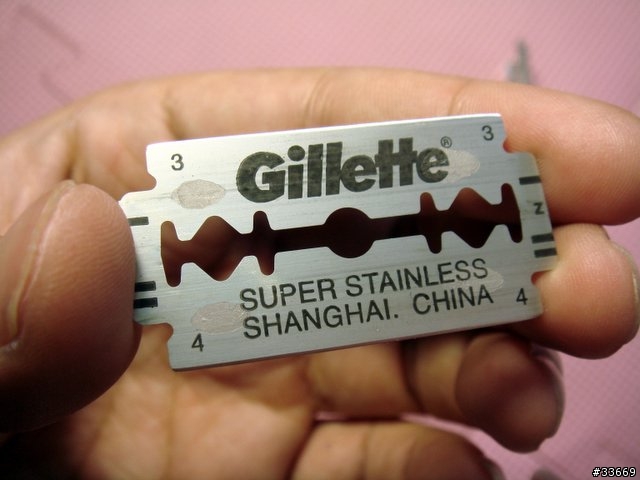 3 3
Gillette®
N
SUPER STAINLESS
SHANGHAI. CHINA
4 4
#33669